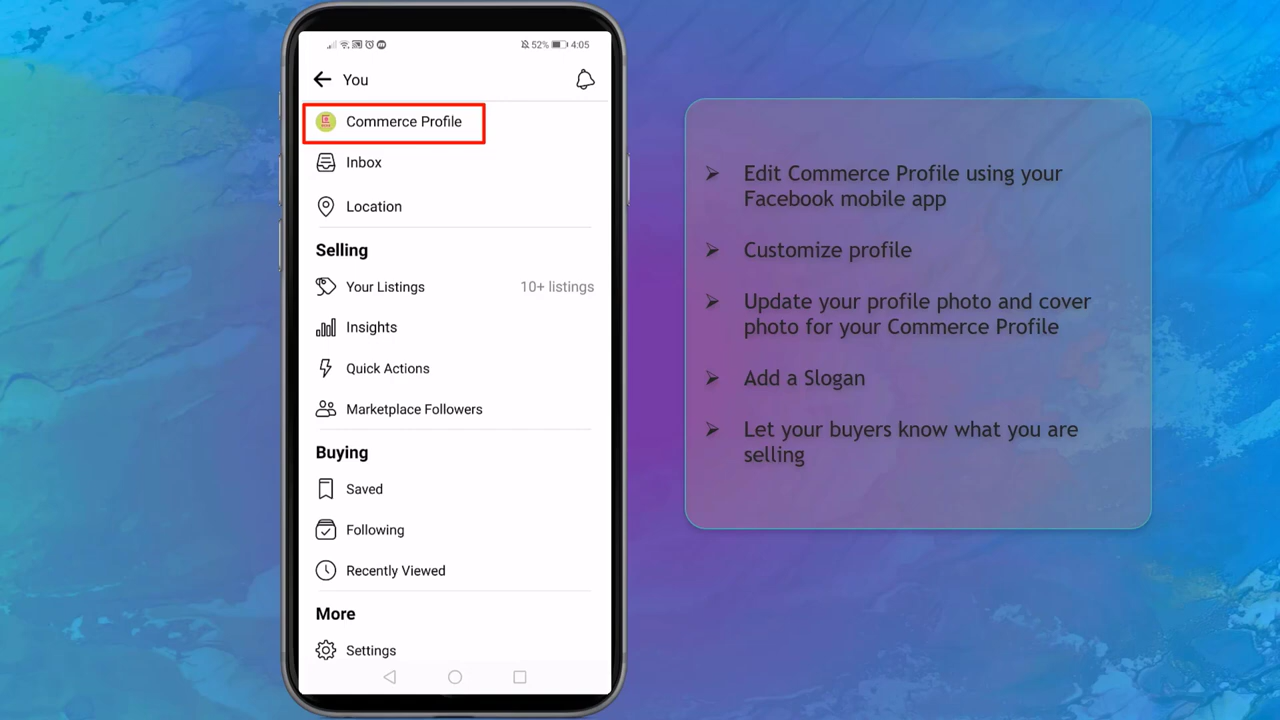 52% 4:05
You
Commerce Profile
Inbox
Location
Selling
Your Listings 10+ listings
Insights
Quick Actions
Marketplace Followers
Buying
Saved
Following
Recently Viewed
More
Settings
Edit Commerce Profile using your
Facebook mobile app
Customize profile
Update your profile photo and cover
photo for your Commerce Profile
Add a Slogan
Let your buyers know what you are
selling